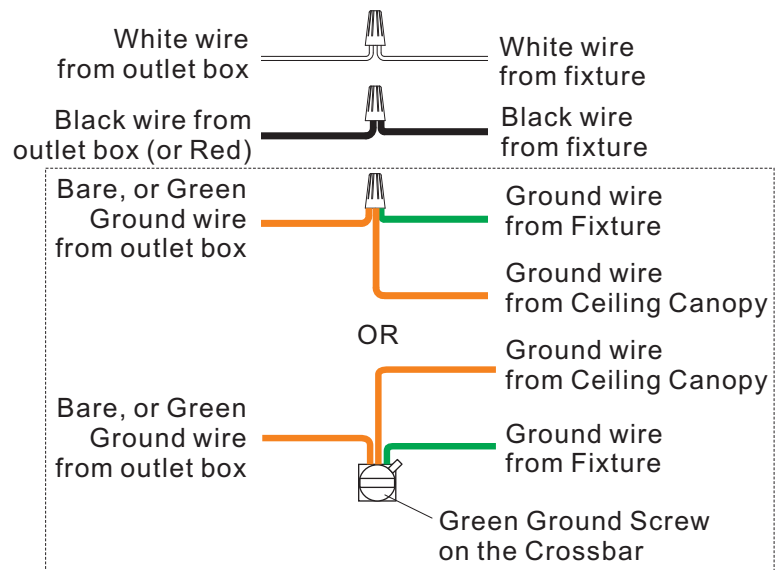 White wire
from outlet box
White wire
from fixture
Black wire from
outlet box (or Red)
Black wire
from fixture
Bare, or Green
Ground wire
from outlet box
Ground wire
from Fixture
Ground wire
from Ceiling Canopy
OR
Ground wire
from Ceiling Canopy
Bare, or Green
Ground wire
from outlet box
Ground wire
from Fixture
Green Ground Screw
on the Crossbar